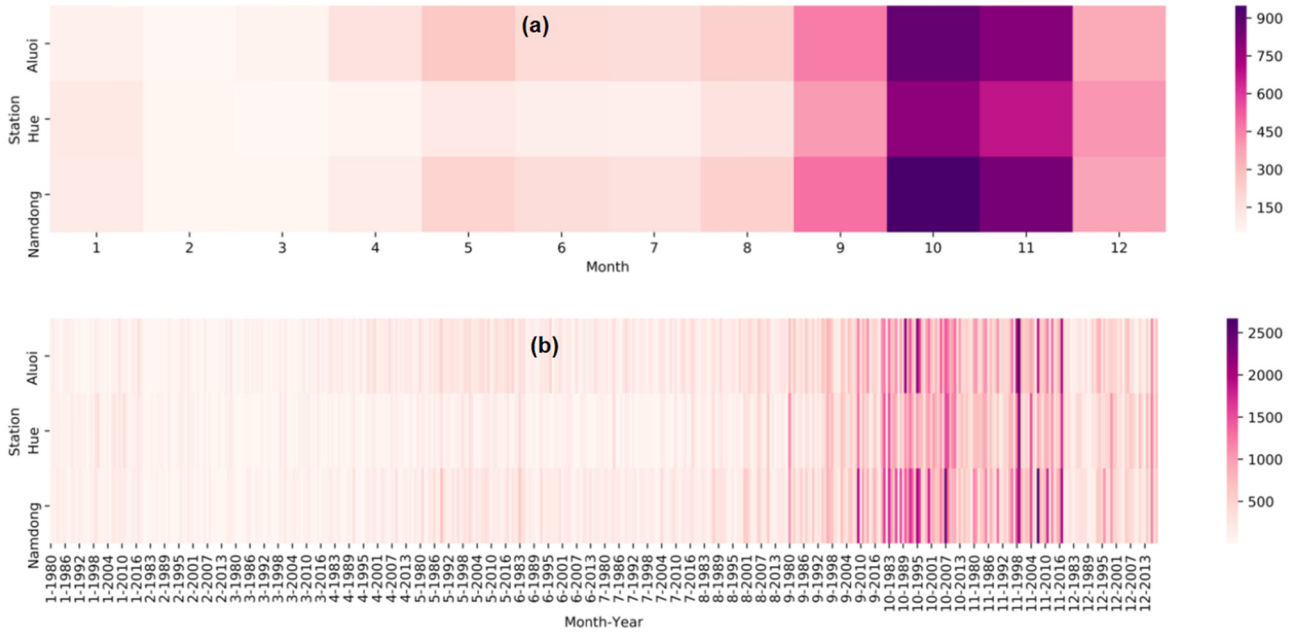 (a)
Aluoi
Hue
Namdong
Station
1 2 3 4 5 6 7 8 9 10 11 12
Month
900
750
600
450
300
150
(b)
Aluoi
Hue
Namdong
Station
1-1980 1-1986 1-1992 1-1998 1-2004 1-2010 1-2016 2-1983 2-1989 2-1995 2-2001 2-2007 2-2013 3-1980 3-1986 3-1992 3-1998 3-2004 3-2010 3-2016 4-1983 4-1989 4-1995 4-2001 4-2007 4-2013 5-1980 5-1986 5-1992 5-1998 5-2004 5-2010 5-2016 6-1983 6-1989 6-1995 6-2001 6-2007 6-2013 7-1980 7-1986 7-1992 7-1998 7-2004 7-2010 7-2016 8-1983 8-1989 8-1995 8-2001 8-2007 8-2013 9-1980 9-1986 9-1992 9-1998 9-2004 9-2010 9-2016 10-1983 10-1989 10-1995 10-2001 10-2007 10-2013 11-1980 11-1986 11-1992 11-1998 11-2004 11-2010 11-2016 12-1983 12-1989 12-1995 12-2001 12-2007 12-2013
Month-Year
2500
2000
1500
1000
500